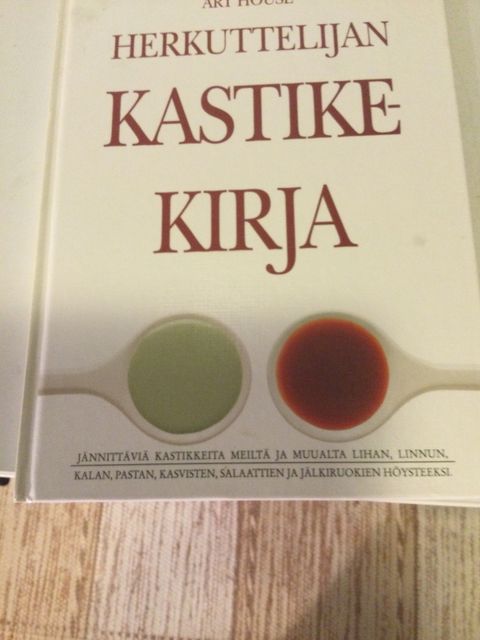 ART HOUSE
HERKUTTELIJAN
KASTIKE-
KIRJA
JÄNNITTÄVIÄ KASTIKKEITA MEILTÄ JA MUUALTA LIHAN, LINNUN,
KALAN, PASTAN, KASVISTEN, SALAATTIEN JA JÄLKIRUOKIEN HÖYSTEEKSI.